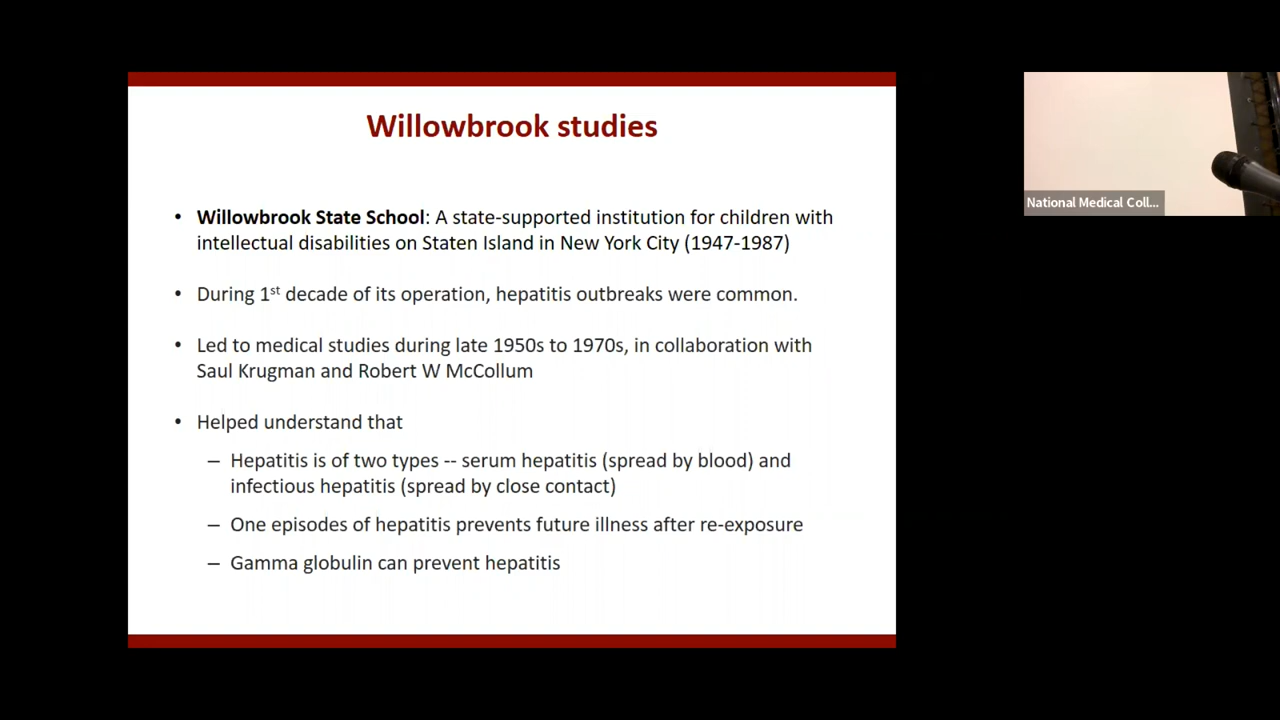 Willowbrook studies
• Willowbrook State School: A state-supported institution for children with
intellectual disabilities on Staten Island in New York City (1947-1987)
• During 1st decade of its operation, hepatitis outbreaks were common.
• Led to medical studies during late 1950s to 1970s, in collaboration with
Saul Krugman and Robert W McCollum
• Helped understand that
– Hepatitis is of two types -- serum hepatitis (spread by blood) and
infectious hepatitis (spread by close contact)
– One episodes of hepatitis prevents future illness after re-exposure
– Gamma globulin can prevent hepatitis
National Medical Coll...